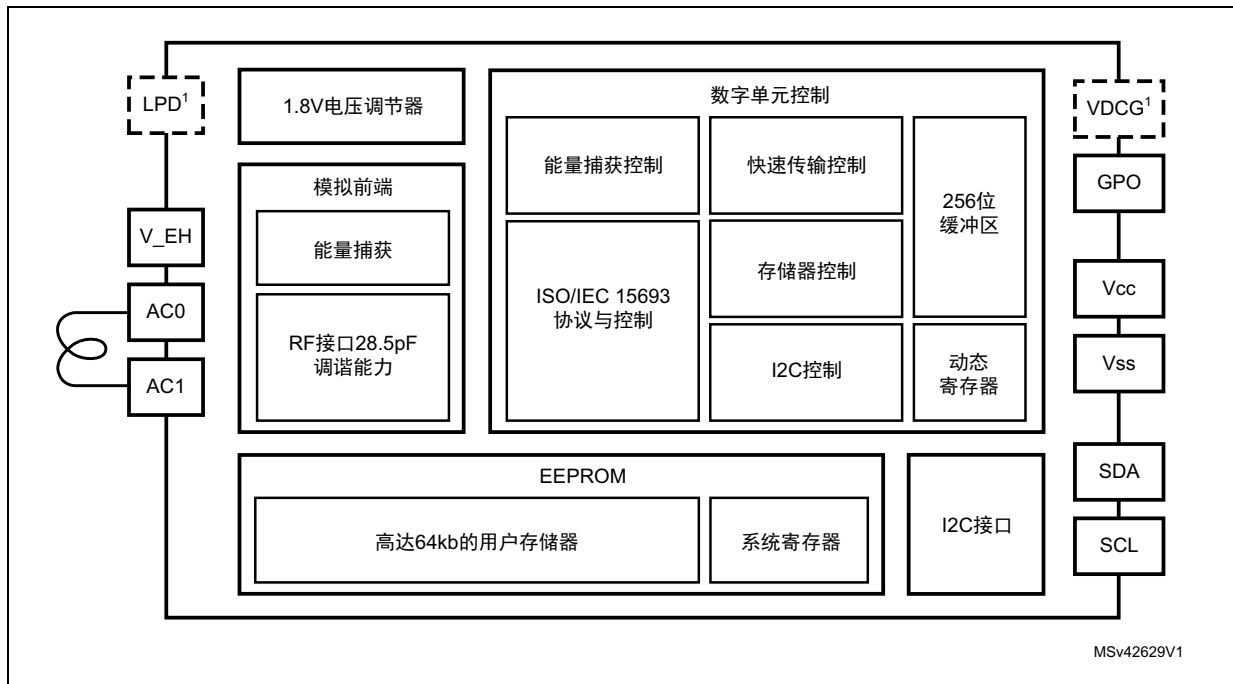 LPD¹
V_EH
AC0
AC1
1.8V电压调节器
模拟前端
能量捕获
RF接口28.5pF
调谐能力
数字单元控制
能量捕获控制
快速传输控制
256位
缓冲区
ISO/IEC 15693
协议与控制
存储器控制
I2C控制
动态
寄存器
EEPROM
高达64kb的用户存储器
系统寄存器
I2C接口
VDCG¹
GPO
Vcc
Vss
SDA
SCL
MSv42629V1